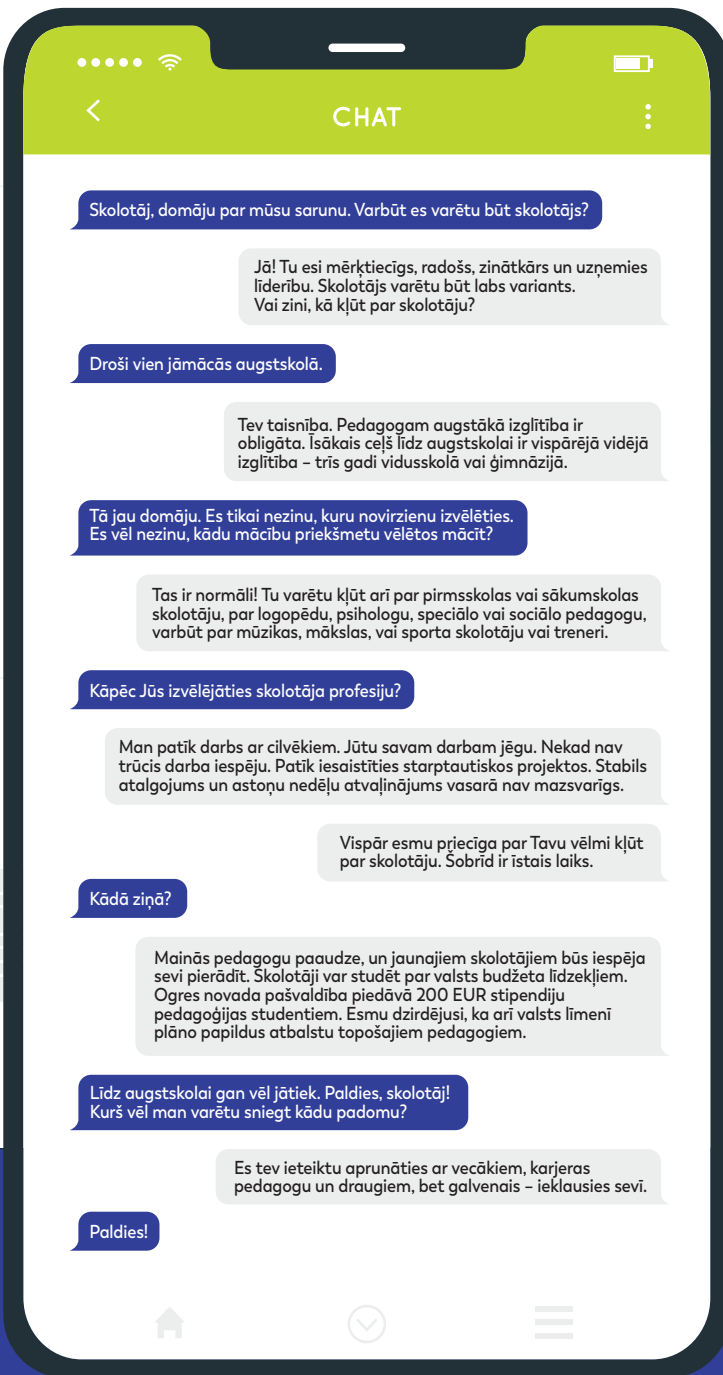 CHAT
Skolotāj, domāju par mūsu sarunu. Varbūt es varētu būt skolotājs?
Jā! Tu esi mērķtiecīgs, radošs, zinātkārs un uzņemies
līderību. Skolotājs varētu būt labs variants.
Vai zini, kā kļūt par skolotāju?
Droši vien jāmācās augstskolā.
Tev taisnība. Pedagogam augstākā izglītība ir
obligāta. Īsākais ceļš līdz augstskolai ir vispārējā vidējā
izglītība – trīs gadi vidusskolā vai ģimnāzijā.
Tā jau domāju. Es tikai nezinu, kuru novirzienu izvēlēties.
Es vēl nezinu, kādu mācību priekšmetu vēlētos mācīt?
Tas ir normāli! Tu varētu kļūt arī par pirmsskolas vai sākumskolas
skolotāju, par logopēdu, psihologu, speciālo vai sociālo pedagogu,
varbūt par mūzikas, mākslas, vai sporta skolotāju vai treneri.
Kāpēc Jūs izvēlējāties skolotāja profesiju?
Man patīk darbs ar cilvēkiem. Jūtu savam darbam jēgu. Nekad nav
trūcis darba iespēju. Patīk iesaistīties starptautiskos projektos. Stabils
atalgojums un astoņu nedēļu atvaļinājums vasarā nav mazsvarīgs.
Vispār esmu priecīga par Tavu vēlmi kļūt
par skolotāju. Šobrīd ir īstais laiks.
Kādā ziņā?
Mainās pedagogu paaudze, un jaunajiem skolotājiem būs iespēja
sevi pierādīt. Skolotāji var studēt par valsts budžeta līdzekļiem.
Ogres novada pašvaldība piedāvā 200 EUR stipendiju
pedagoģijas studentiem. Esmu dzirdējusi, ka arī valsts līmenī
plāno papildus atbalstu topošajiem pedagogiem.
Līdz augstskolai gan vēl jātiek. Paldies, skolotāj!
Kurš vēl man varētu sniegt kādu padomu?
Es tev ieteiktu aprunāties ar vecākiem, karjeras
pedagogu un draugiem, bet galvenais – ieklausies sevī.
Paldies!